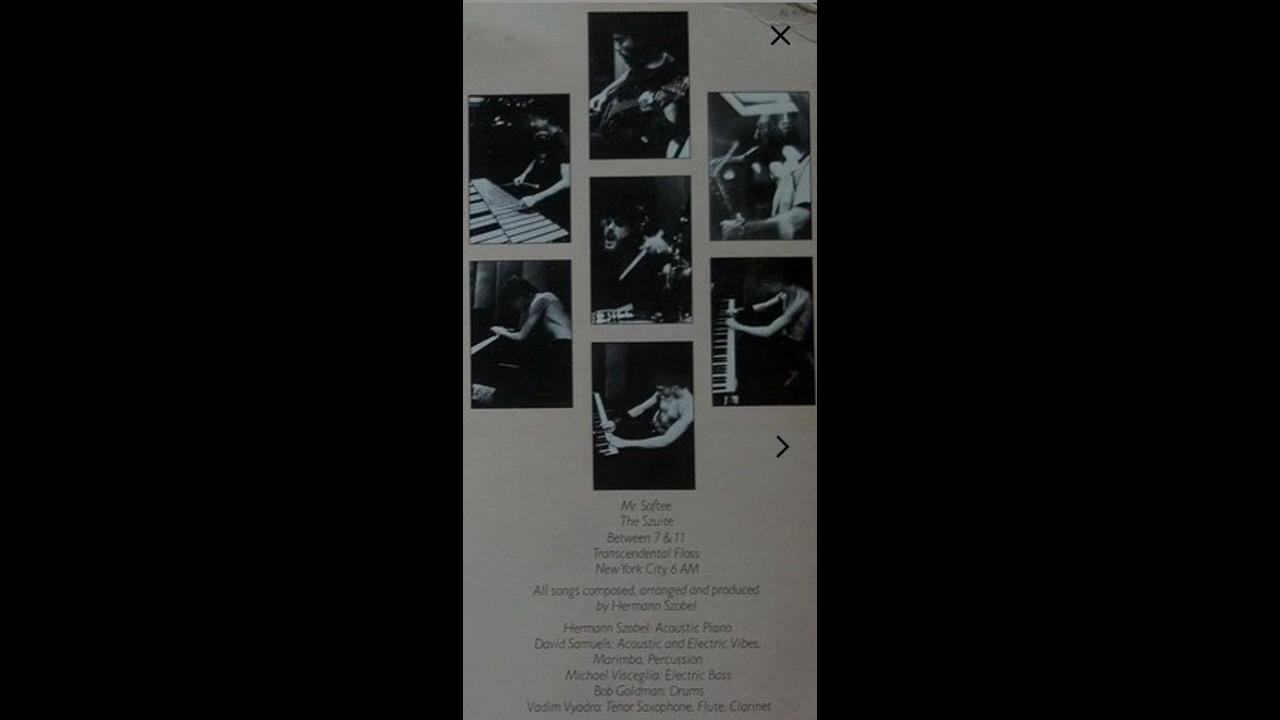 Mr. Softee
The Szuite
Between 7 & 11
Transcendental Floss
New York City, 6 AM
All songs composed, arranged and produced
by Hermann Szobel
Hermann Szobel: Acoustic Piano
David Samuels: Acoustic and Electric Vibes,
Marimba, Percussion
Michael Visceglia: Electric Bass
Bob Goldman: Drums
Vadim Vyadro: Tenor Saxophone, Flute, Clarinet